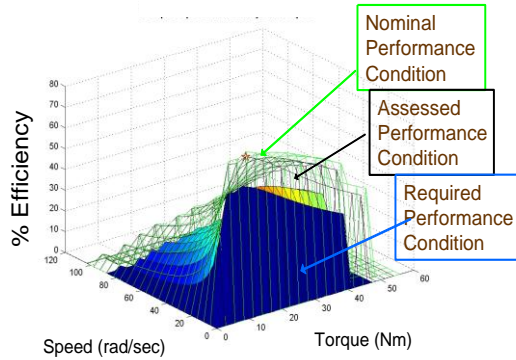 Nominal
Performance
Condition
Assessed
Performance
Condition
Required
Performance
Condition
% Efficiency
80
70
60
50
40
30
20
10
0
120
100
80
60
40
20
0
0
10
20
30
40
50
60
Speed (rad/sec)
Torque (Nm)